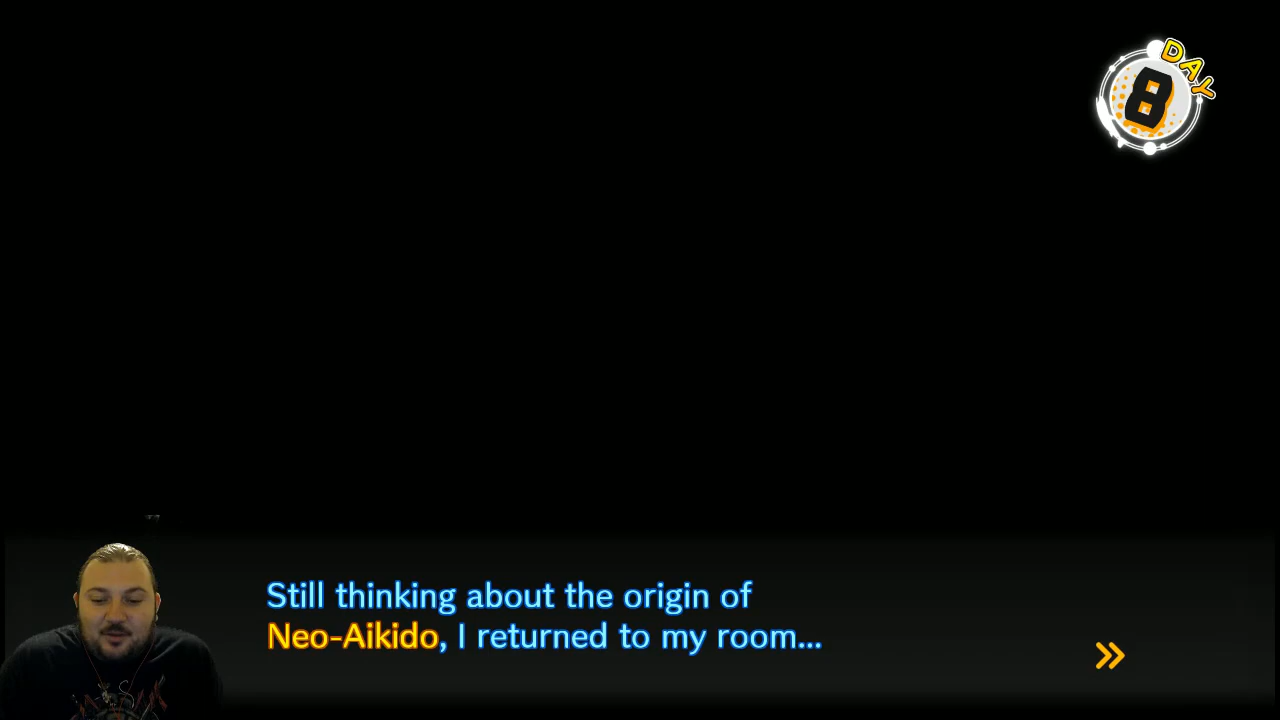 DAY
8
Still thinking about the origin of
Neo-Aikido, I returned to my room...